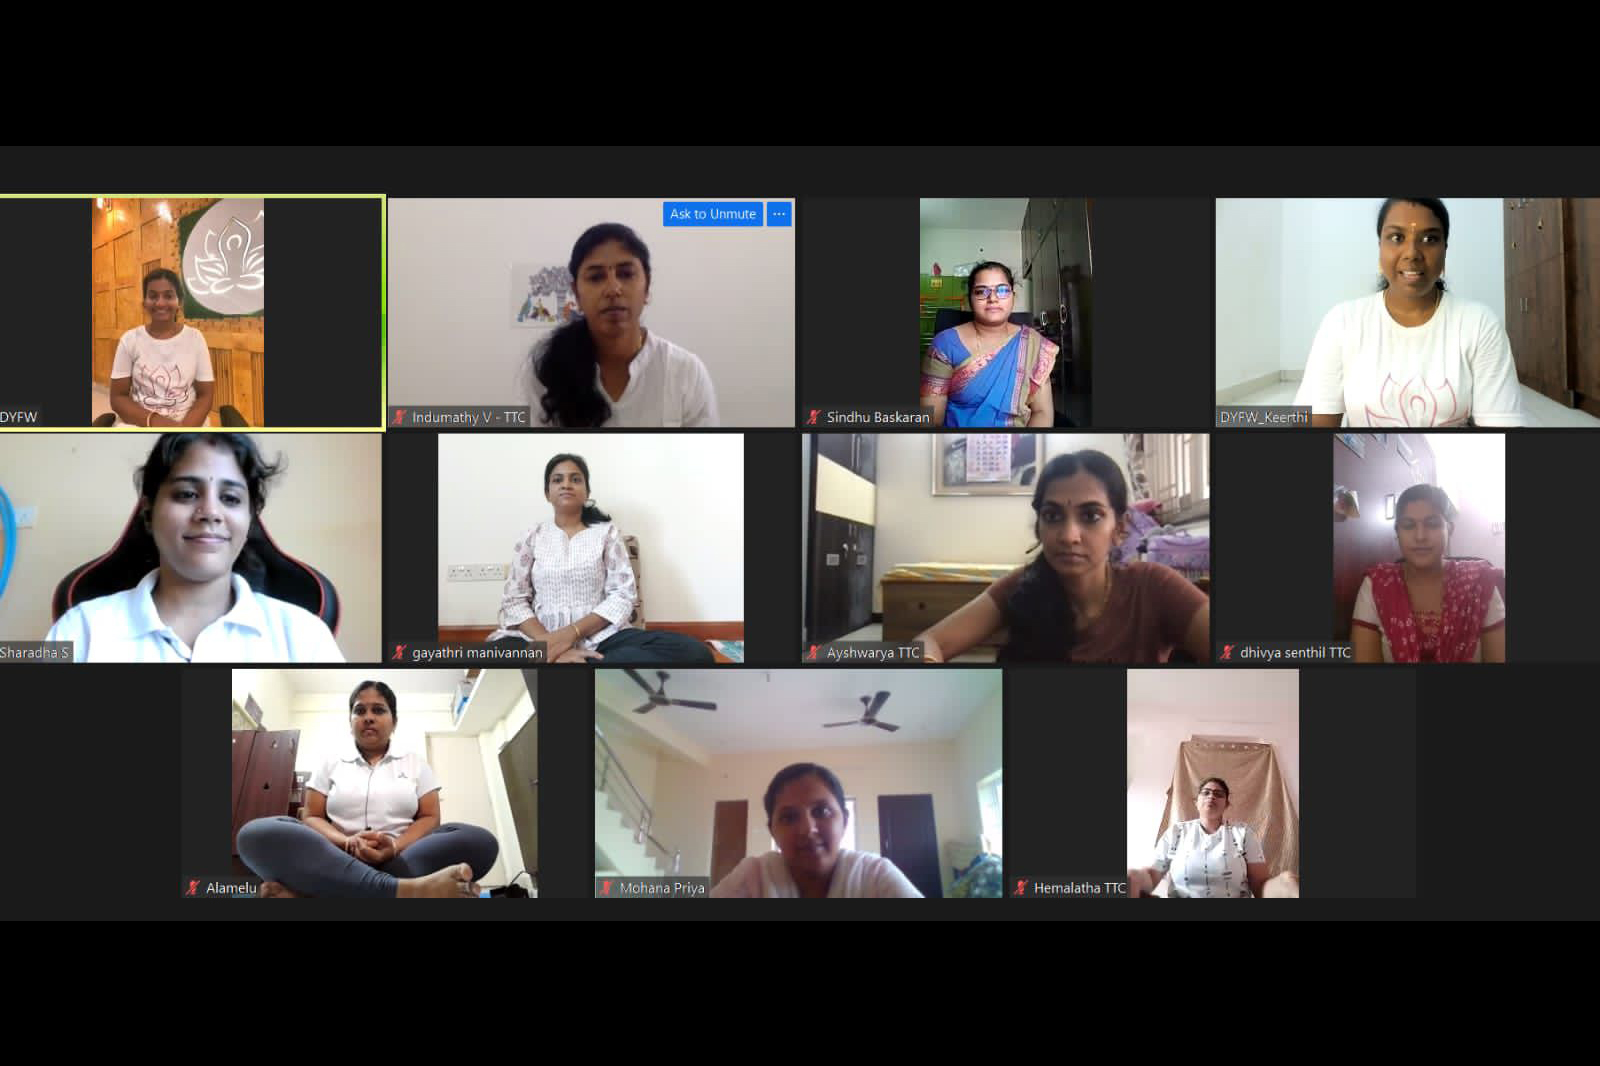 DYFW
Ask to Unmute
Indumathy V - TTC
Sindhu Baskaran
DYFW_Keerthi
Sharadha S
gayathri manivannan
Ayshwarya TTC
dhivya senthil TTC
Alamelu
Mohana Priya
Hemalatha TTC